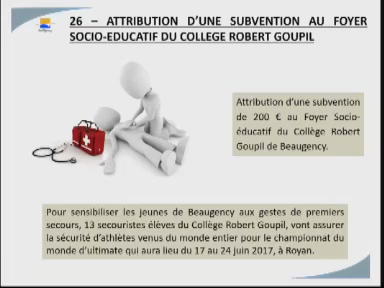 26 – ATTRIBUTION D'UNE SUBVENTION AU FOYER
SOCIO-EDUCATIF DU COLLEGE ROBERT GOUPIL
Attribution d'une subvention
de 200 € au Foyer Socio-
éducatif du Collège Robert
Goupil de Beaugency.
Pour sensibiliser les jeunes de Beaugency aux gestes de premiers
secours, 13 secouristes élèves du Collège Robert Goupil, vont assurer
la sécurité d'athlètes venus du monde entier pour le championnat du
monde d'ultimate qui aura lieu du 17 au 24 juin 2017, à Royan.